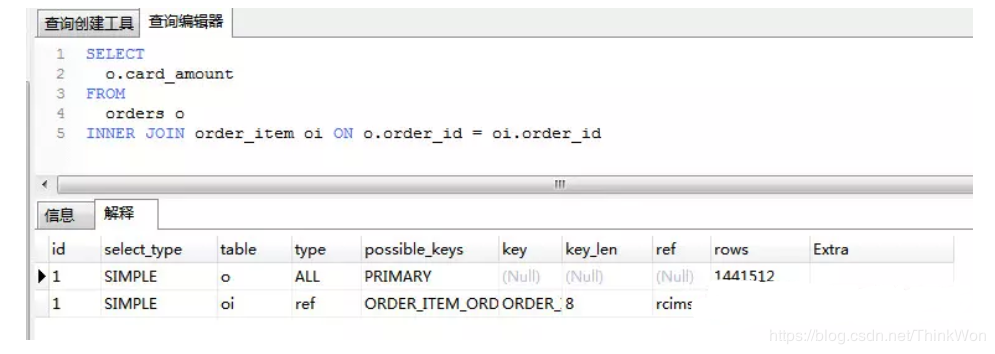 查询创建工具 查询编辑器
1 SELECT
2 o.card_amount
3 FROM
4 orders o
5 INNER JOIN order_item oi ON o.order_id = oi.order_id
信息 解释
id select_type table type possible_keys key key_len ref rows Extra
1 SIMPLE o ALL PRIMARY (Null) (Null) (Null) 1441512
1 SIMPLE oi ref ORDER_ITEM_ORD ORDER_ 8 rcims
https://blog.csdn.net/ThinkWon